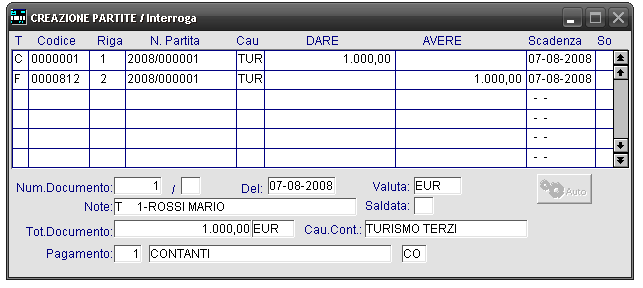 CREAZIONE PARTITE / Interroga
T Codice Riga N. Partita Cau DARE AVERE Scadenza So
C 0000001 1 2008/000001 TUR 1.000,00 07-08-2008
F 0000812 2 2008/000001 TUR 1.000,00 07-08-2008
- -
- -
- -
- -
Num.Documento: 1 / Del: 07-08-2008 Valuta: EUR Auto
Note: T 1-ROSSI MARIO Saldata:
Tot.Documento: 1.000,00 EUR Cau.Cont.: TURISMO TERZI
Pagamento: 1 CONTANTI CO